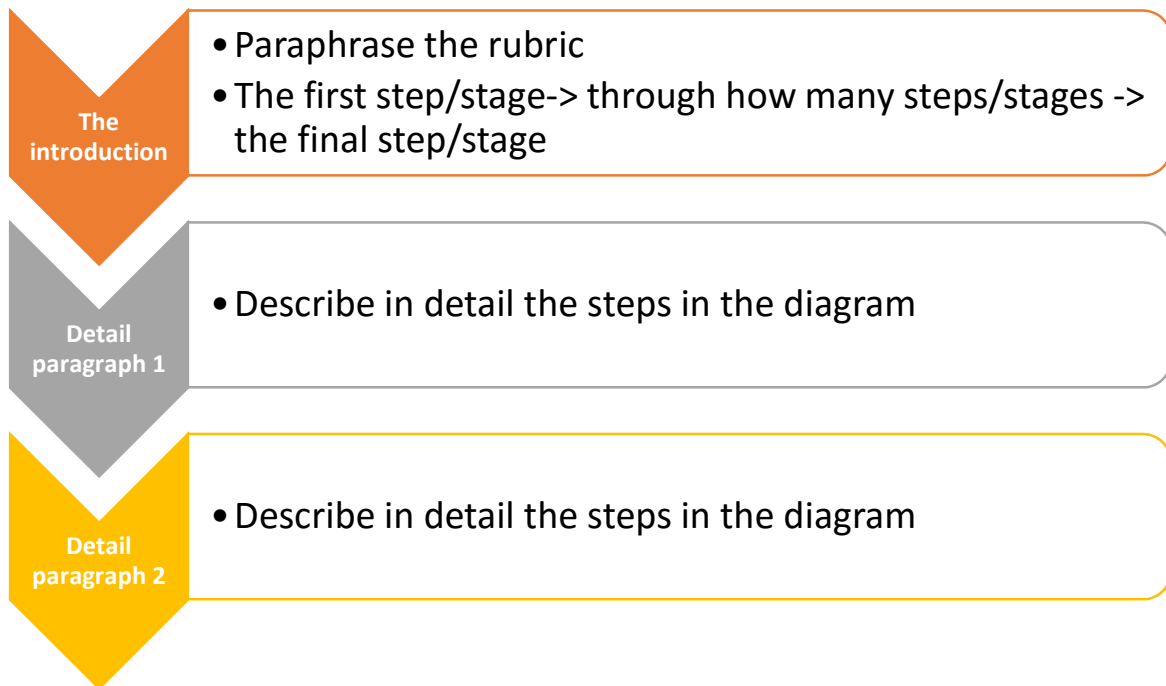 The
introduction
• Paraphrase the rubric
• The first step/stage-> through how many steps/stages ->
the final step/stage
Detail
paragraph 1
• Describe in detail the steps in the diagram
Detail
paragraph 2
• Describe in detail the steps in the diagram